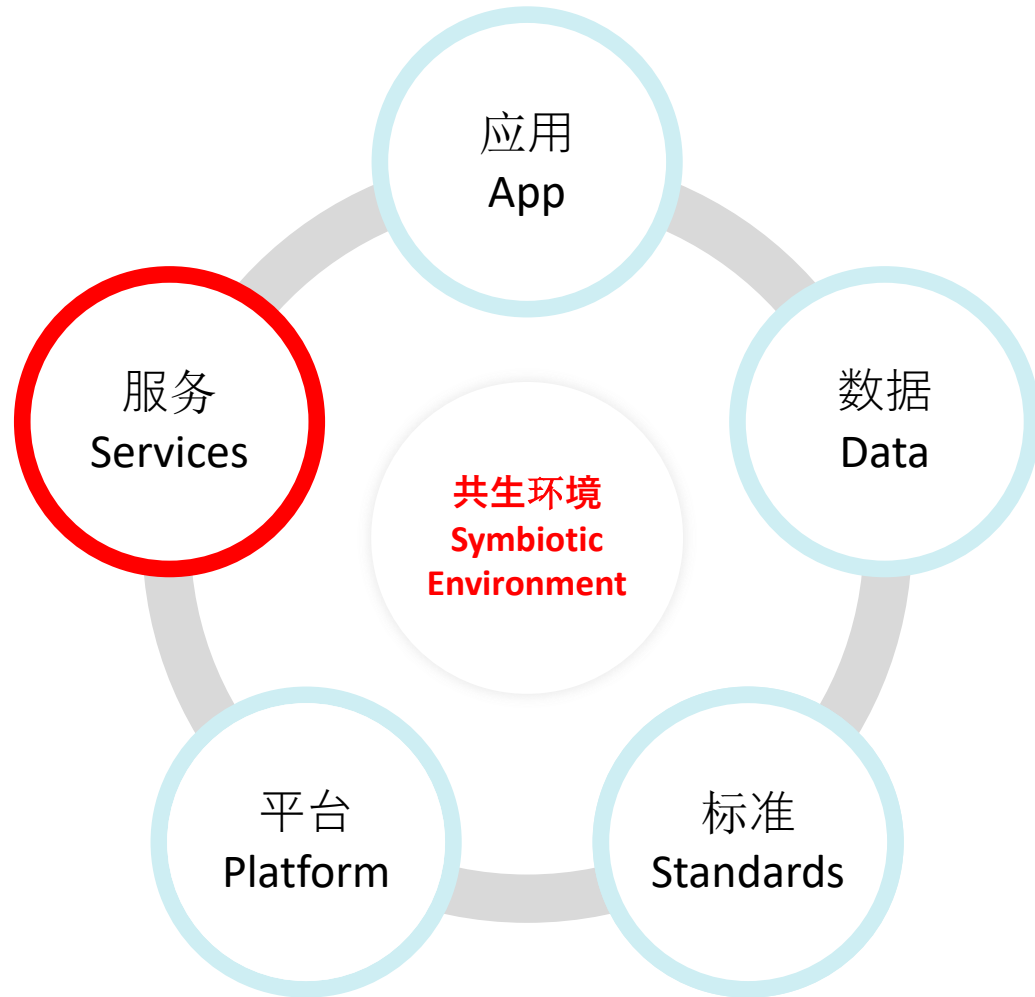 应用
App
服务
Services
数据
Data
共生环境
Symbiotic
Environment
平台
Platform
标准
Standards